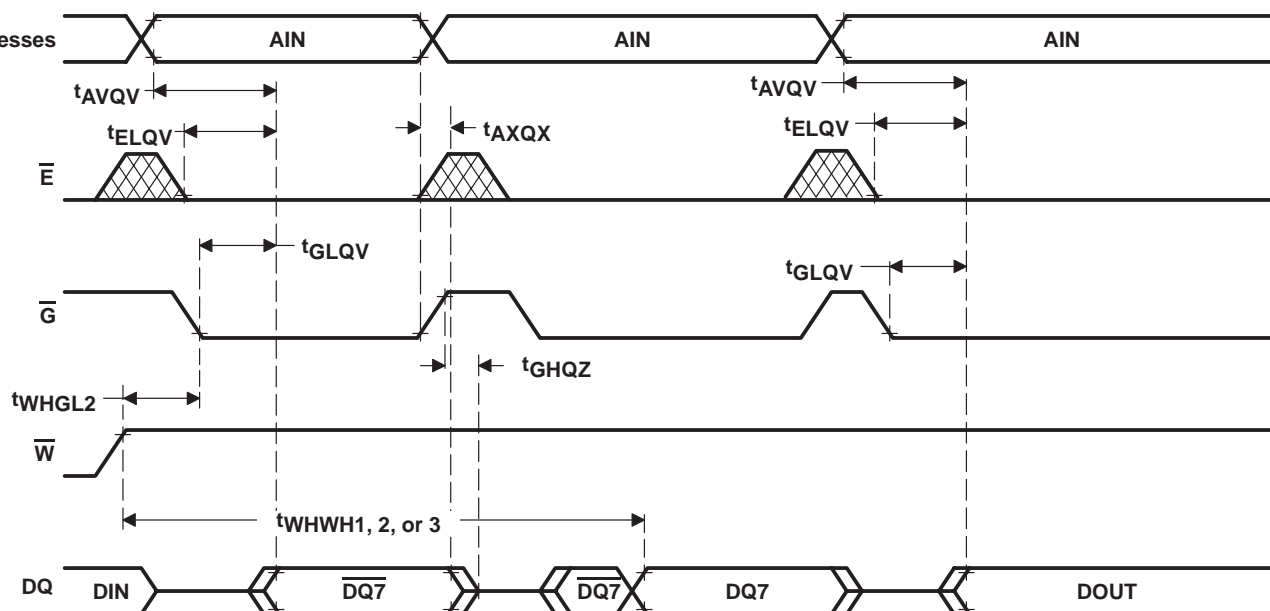 esses AIN AIN AIN
tAVQV tAVQV
tELQV tAXQX tELQV
E
tGLQV tGLQV
G
tGHQZ
tWHGL2
W
tWHWH1, 2, or 3
DQ DIN DQ7 DQ7 DQ7 DOUT